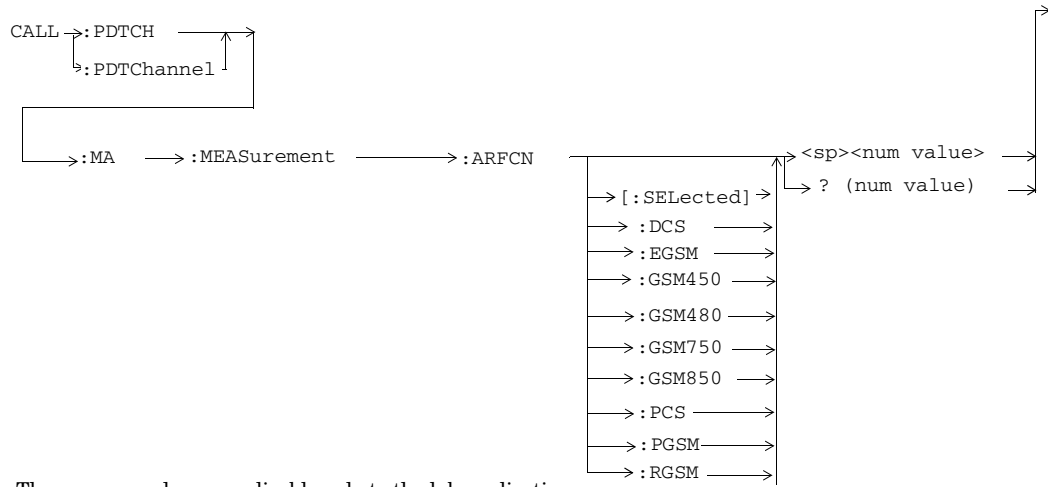 CALL :PDTCH
:PDTChannel
:MA :MEASurement :ARFCN <sp><num value>
? (num value)
[:SELected]
:DCS
:EGSM
:GSM450
:GSM480
:GSM750
:GSM850
:PCS
:PGSM
:RGSM